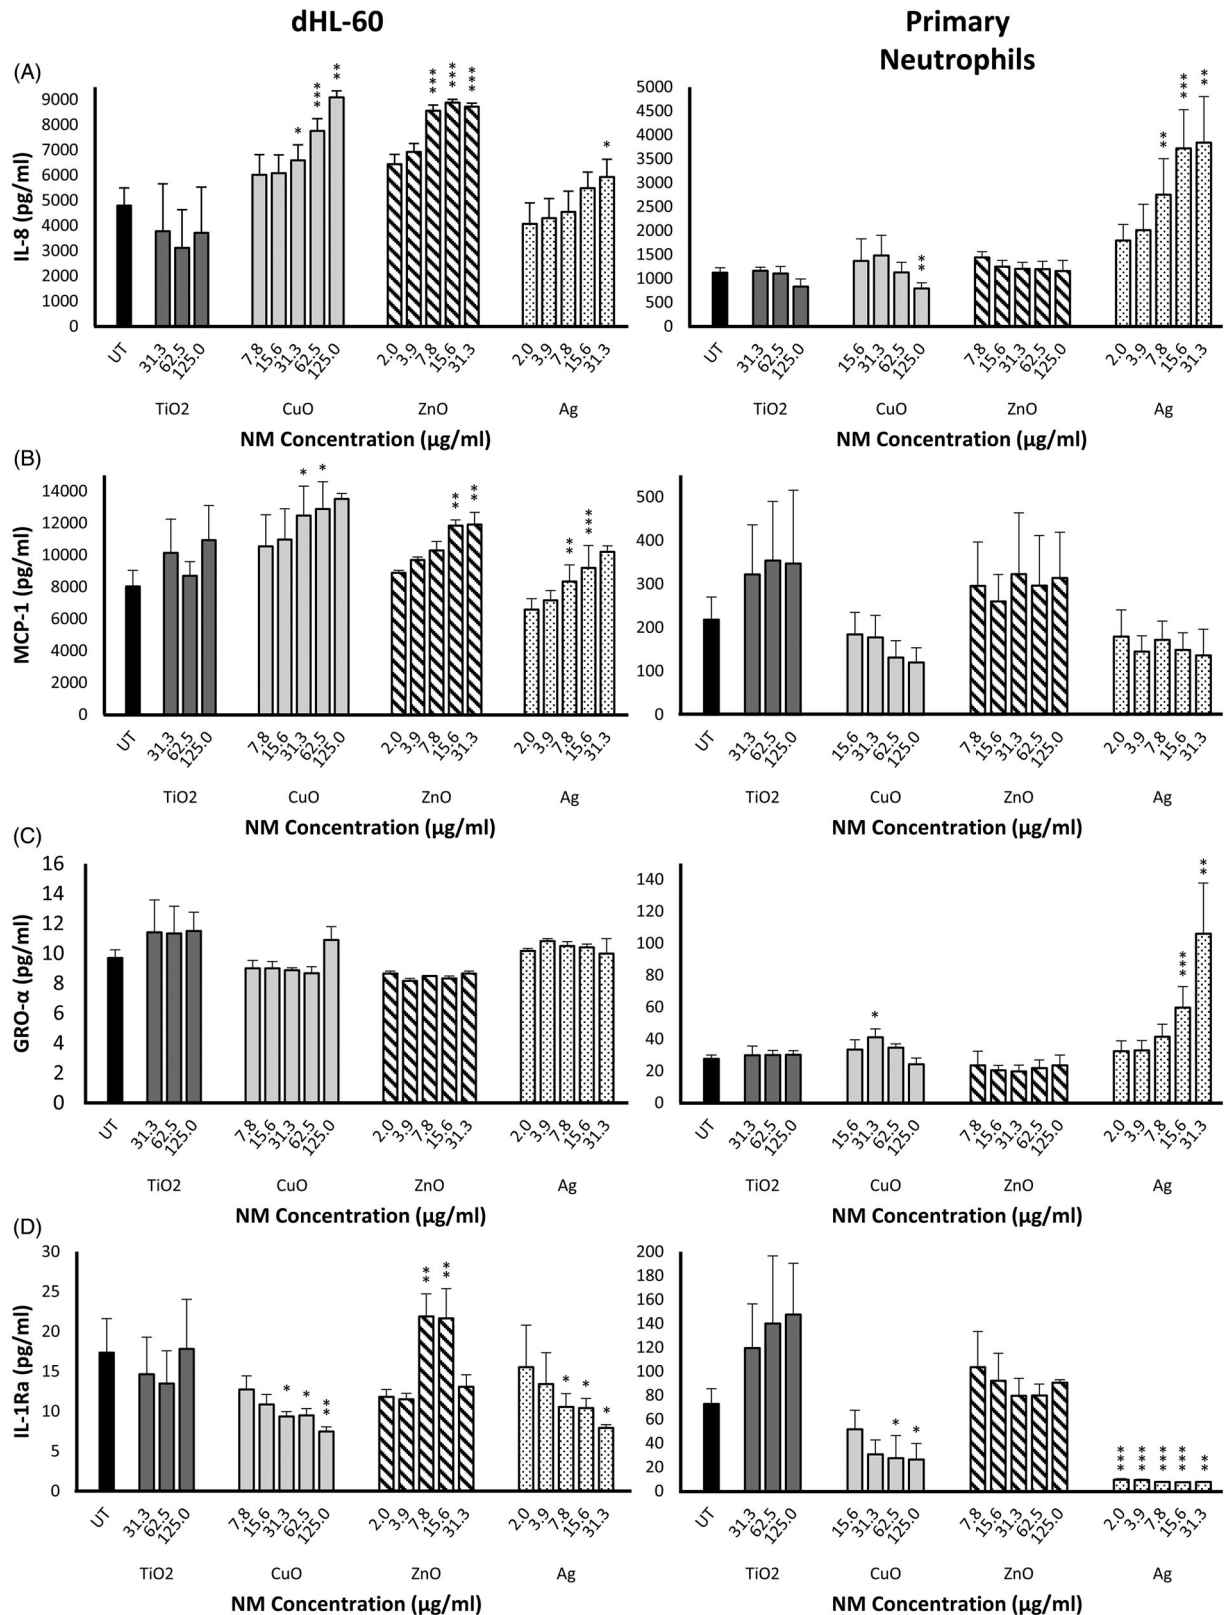 dHL-60
Primary
Neutrophils
(A)
IL-8 (pg/ml)
9000
8000
7000
6000
5000
4000
3000
2000
1000
0
* *** ** *** *** *** *
UT 31.3 62.5 125.0 7.8 15.6 31.3 62.5 125.0 2.0 3.9 7.8 15.6 31.3 2.0 3.9 7.8 15.6 31.3
TiO2 CuO ZnO Ag
NM Concentration (µg/ml)
5000
4500
4000
3500
3000
2500
2000
1500
1000
500
0
** ** *** **
UT 31.3 62.5 125.0 15.6 31.3 62.5 125.0 7.8 15.6 31.3 62.5 125.0 2.0 3.9 7.8 15.6 31.3
TiO2 CuO ZnO Ag
NM Concentration (µg/ml)
(B)
MCP-1 (pg/ml)
14000
12000
10000
8000
6000
4000
2000
0
* * ** ** ** ***
UT 31.3 62.5 125.0 7.8 15.6 31.3 62.5 125.0 2.0 3.9 7.8 15.6 31.3 2.0 3.9 7.8 15.6 31.3
TiO2 CuO ZnO Ag
NM Concentration (µg/ml)
500
400
300
200
100
0
UT 31.3 62.5 125.0 15.6 31.3 62.5 125.0 7.8 15.6 31.3 62.5 125.0 2.0 3.9 7.8 15.6 31.3
TiO2 CuO ZnO Ag
NM Concentration (µg/ml)
(C)
GRO-α (pg/ml)
16
14
12
10
8
6
4
2
0
UT 31.3 62.5 125.0 7.8 15.6 31.3 62.5 125.0 2.0 3.9 7.8 15.6 31.3 2.0 3.9 7.8 15.6 31.3
TiO2 CuO ZnO Ag
NM Concentration (µg/ml)
140
120
100
80
60
40
20
0
* *** **
UT 31.3 62.5 125.0 15.6 31.3 62.5 125.0 7.8 15.6 31.3 62.5 125.0 2.0 3.9 7.8 15.6 31.3
TiO2 CuO ZnO Ag
NM Concentration (µg/ml)
(D)
IL-1Ra (pg/ml)
30
25
20
15
10
5
0
* * ** ** ** * * *
UT 31.3 62.5 125.0 7.8 15.6 31.3 62.5 125.0 2.0 3.9 7.8 15.6 31.3 2.0 3.9 7.8 15.6 31.3
TiO2 CuO ZnO Ag
NM Concentration (µg/ml)
200
180
160
140
120
100
80
60
40
20
0
* * *** *** *** *** **
UT 31.3 62.5 125.0 15.6 31.3 62.5 125.0 7.8 15.6 31.3 62.5 125.0 2.0 3.9 7.8 15.6 31.3
TiO2 CuO ZnO Ag
NM Concentration (µg/ml)